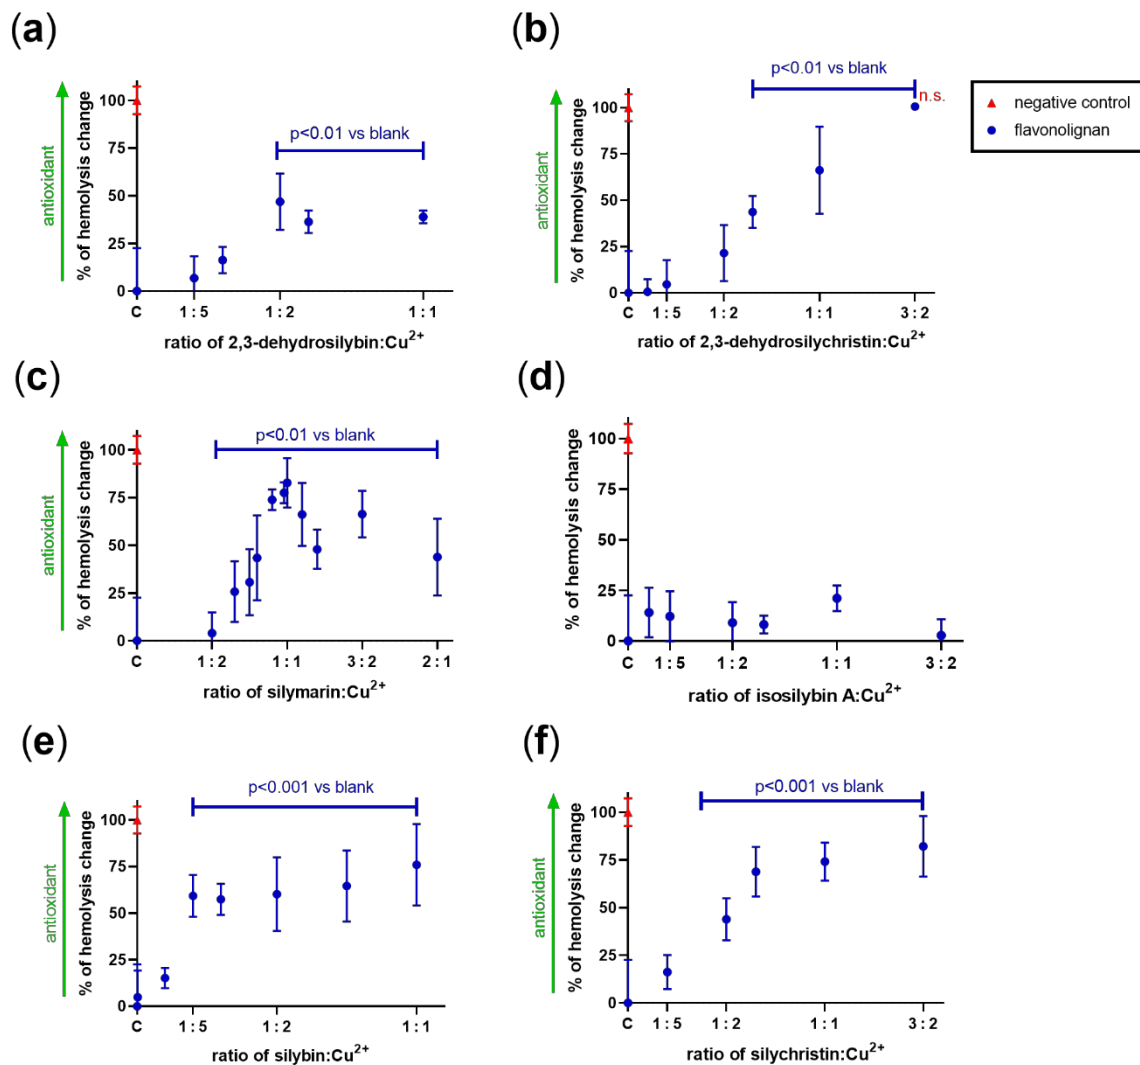 (a)
antioxidant
% of hemolysis change
100
75
50
25
0
p<0.01 vs blank
C
1:5
1:2
1:1
ratio of 2,3-dehydrosilybin:Cu²⁺
(b)
antioxidant
% of hemolysis change
100
75
50
25
0
p<0.01 vs blank
n.s.
C
1:5
1:2
1:1
3:2
ratio of 2,3-dehydrosilychristin:Cu²⁺
negative control
flavonolignan
(c)
antioxidant
% of hemolysis change
100
75
50
25
0
p<0.01 vs blank
C
1:2
1:1
3:2
2:1
ratio of silymarin:Cu²⁺
(d)
% of hemolysis change
100
75
50
25
0
C
1:5
1:2
1:1
3:2
ratio of isosilybin A:Cu²⁺
(e)
antioxidant
% of hemolysis change
100
75
50
25
0
p<0.001 vs blank
C
1:5
1:2
1:1
ratio of silybin:Cu²⁺
(f)
antioxidant
% of hemolysis change
100
75
50
25
0
p<0.001 vs blank
C
1:5
1:2
1:1
3:2
ratio of silychristin:Cu²⁺